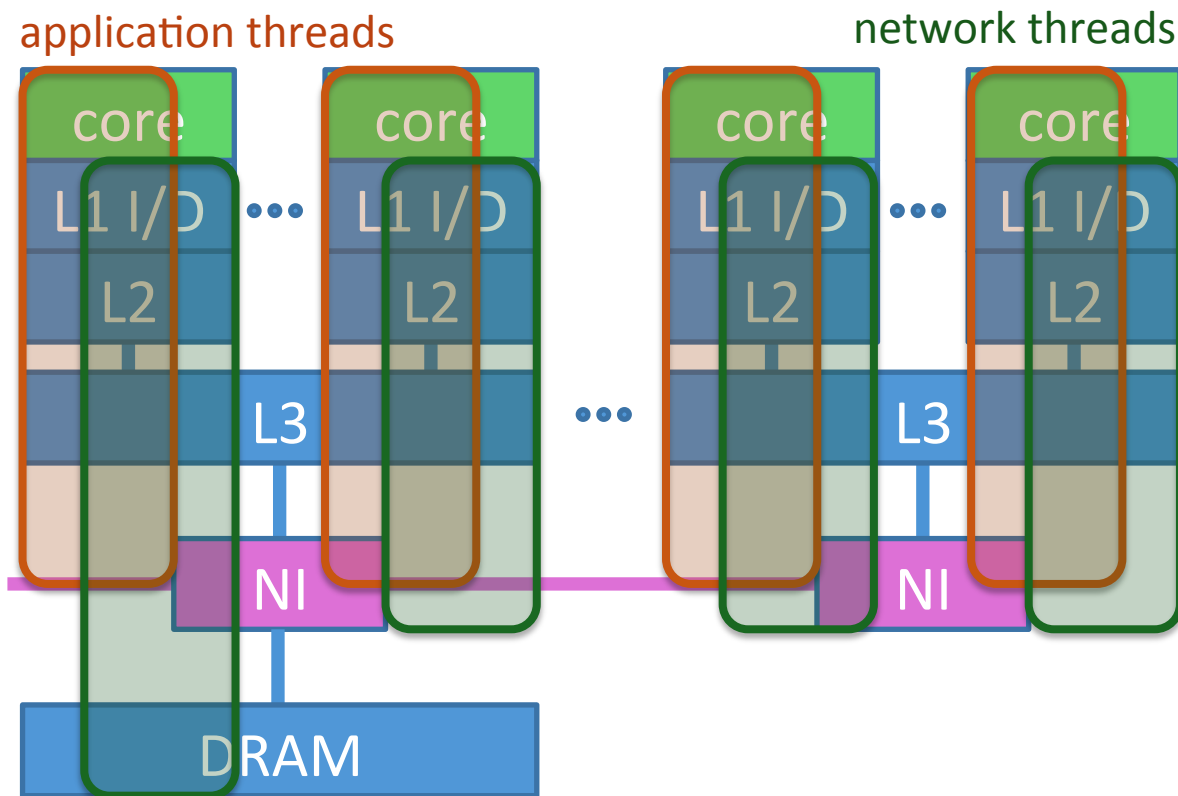 application threads network threads
core core core core
L1 I/D L1 I/D L1 I/D L1 I/D
L2 L2 L2 L2
L3 L3
NI NI
DRAM